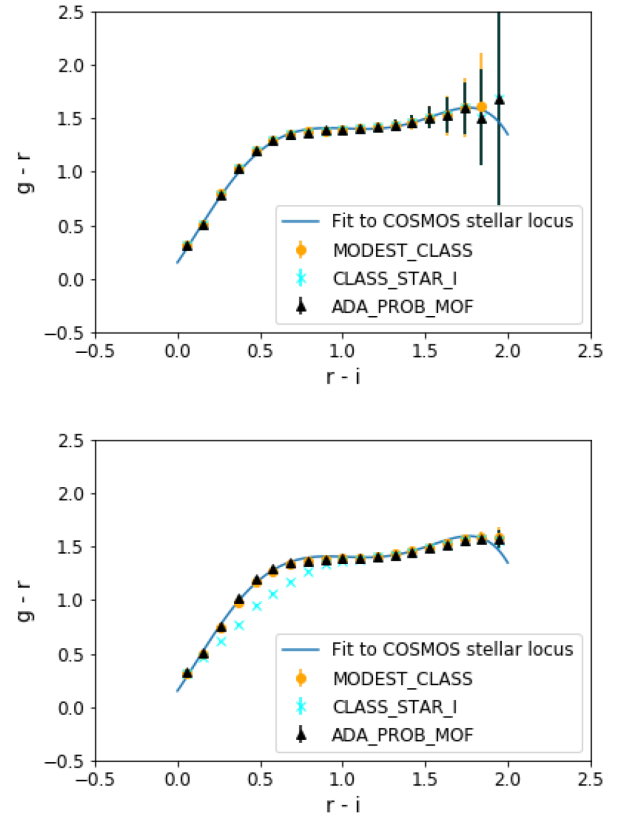 2.5
2.0
1.5
1.0
0.5
0.0
−0.5
g - r
Fit to COSMOS stellar locus
MODEST_CLASS
CLASS_STAR_I
ADA_PROB_MOF
−0.5 0.0 0.5 1.0 1.5 2.0 2.5
r - i
2.5
2.0
1.5
1.0
0.5
0.0
−0.5
g - r
Fit to COSMOS stellar locus
MODEST_CLASS
CLASS_STAR_I
ADA_PROB_MOF
−0.5 0.0 0.5 1.0 1.5 2.0 2.5
r - i